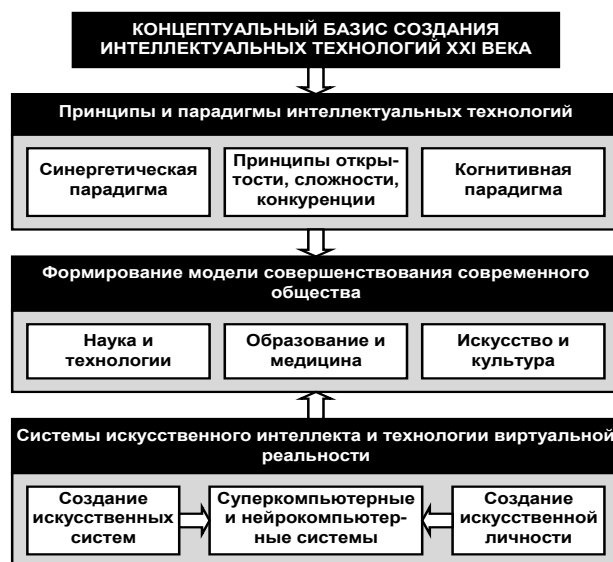 КОНЦЕПТУАЛЬНЫЙ БАЗИС СОЗДАНИЯ
ИНТЕЛЛЕКТУАЛЬНЫХ ТЕХНОЛОГИЙ XXI ВЕКА
Принципы и парадигмы интеллектуальных технологий
Синергетическая
парадигма
Принципы откры-
тости, сложности,
конкуренции
Когнитивная
парадигма
Формирование модели совершенствования современного
общества
Наука и
технологии
Образование и
медицина
Искусство и
культура
Системы искусственного интеллекта и технологии виртуальной
реальности
Создание
искусственных
систем
Суперкомпьютерные
и нейрокомпьютер-
ные системы
Создание
искусственной
личности